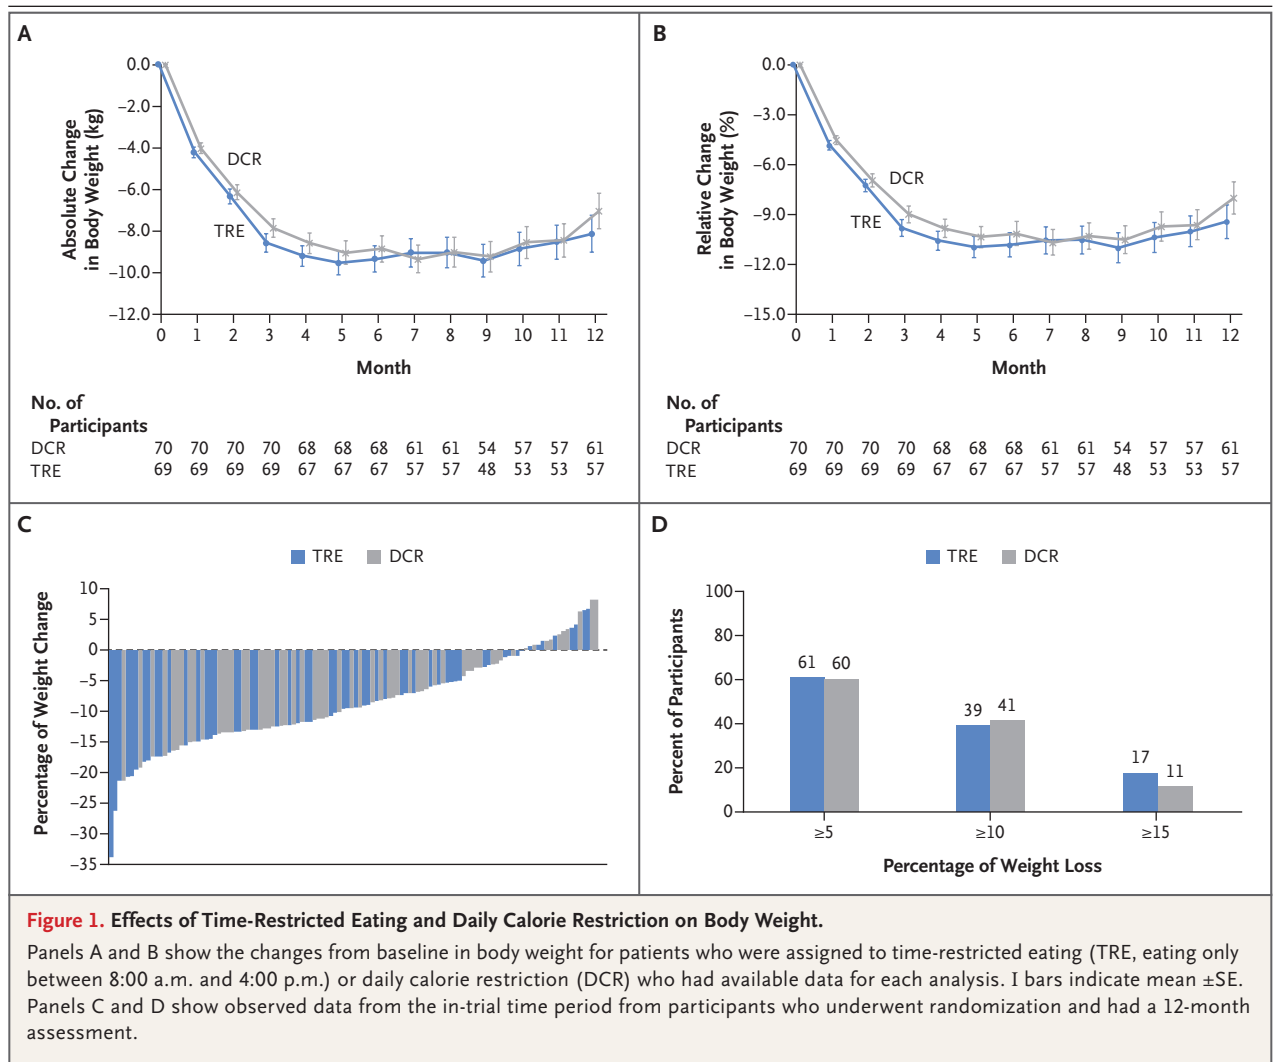 A
Absolute Change
in Body Weight (kg)
0.0
–2.0
–4.0
–6.0
–8.0
–10.0
–12.0
DCR
TRE
0 1 2 3 4 5 6 7 8 9 10 11 12
Month
No. of
Participants
DCR 70 70 70 70 68 68 68 61 61 54 57 57 61
TRE 69 69 69 69 67 67 67 57 57 48 53 53 57
B
Relative Change
in Body Weight (%)
0.0
–3.0
–6.0
–9.0
–12.0
–15.0
DCR
TRE
0 1 2 3 4 5 6 7 8 9 10 11 12
Month
No. of
Participants
DCR 70 70 70 70 68 68 68 61 61 54 57 57 61
TRE 69 69 69 69 67 67 67 57 57 48 53 53 57
C
TRE DCR
Percentage of Weight Change
10
5
0
–5
–10
–15
–20
–25
–30
–35
D
TRE DCR
Percent of Participants
100
80
60
40
20
0
61 60
39 41
17 11
≥5 ≥10 ≥15
Percentage of Weight Loss
Figure 1. Effects of Time-Restricted Eating and Daily Calorie Restriction on Body Weight.
Panels A and B show the changes from baseline in body weight for patients who were assigned to time-restricted eating (TRE, eating only
between 8:00 a.m. and 4:00 p.m.) or daily calorie restriction (DCR) who had available data for each analysis. I bars indicate mean ±SE.
Panels C and D show observed data from the in-trial time period from participants who underwent randomization and had a 12-month
assessment.